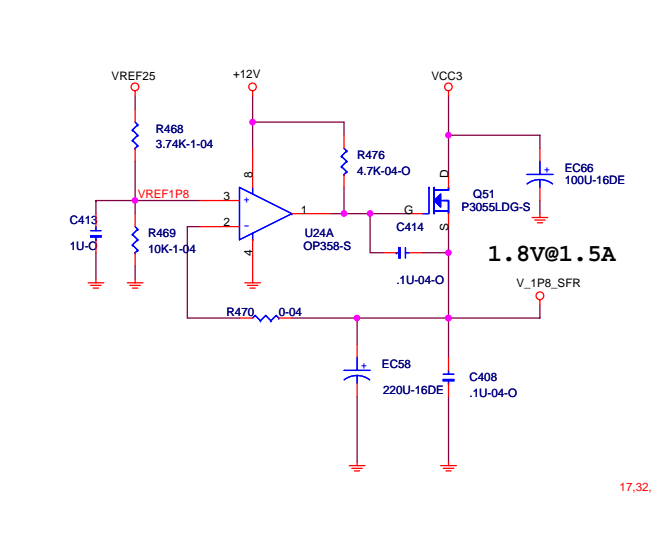 VREF25
+12V
VCC3
R468
3.74K-1-04
R476
4.7K-04-O
EC66
100U-16DE
VREF1P8
3
2
8
4
1
+
-
G
D
S
Q51
P3055LDG-S
C413
1U-O
R469
10K-1-04
U24A
OP358-S
C414
.1U-04-O
1.8V@1.5A
V_1P8_SFR
R470
0-04
EC58
220U-16DE
C408
.1U-04-O
17,32,